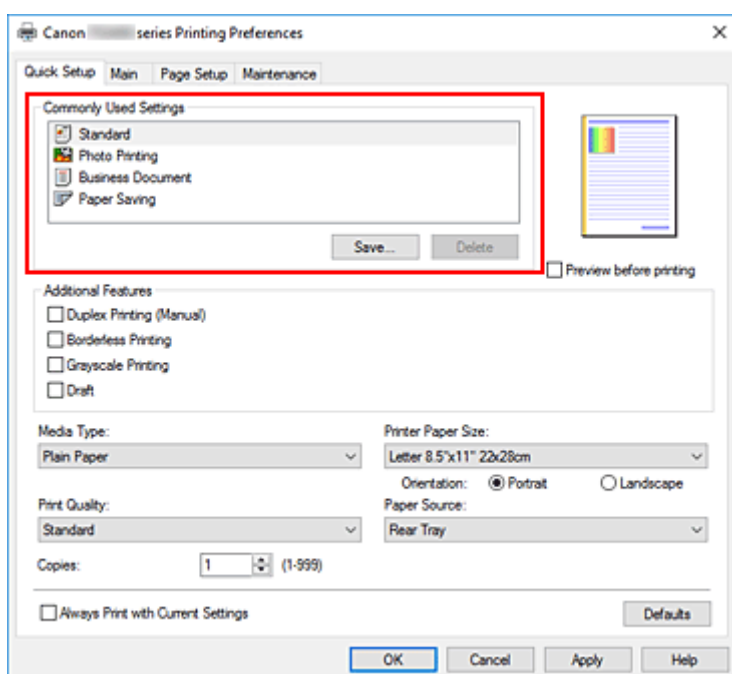 Canon series Printing Preferences
Quick Setup Main Page Setup Maintenance
Commonly Used Settings
Standard
Photo Printing
Business Document
Paper Saving
Save... Delete
Preview before printing
Additional Features
Duplex Printing (Manual)
Borderless Printing
Grayscale Printing
Draft
Media Type: Printer Paper Size:
Plain Paper Letter 8.5"x11" 22x28cm
Orientation: Portrait Landscape
Print Quality: Paper Source:
Standard Rear Tray
Copies: 1 (1-999)
Always Print with Current Settings Defaults
OK Cancel Apply Help